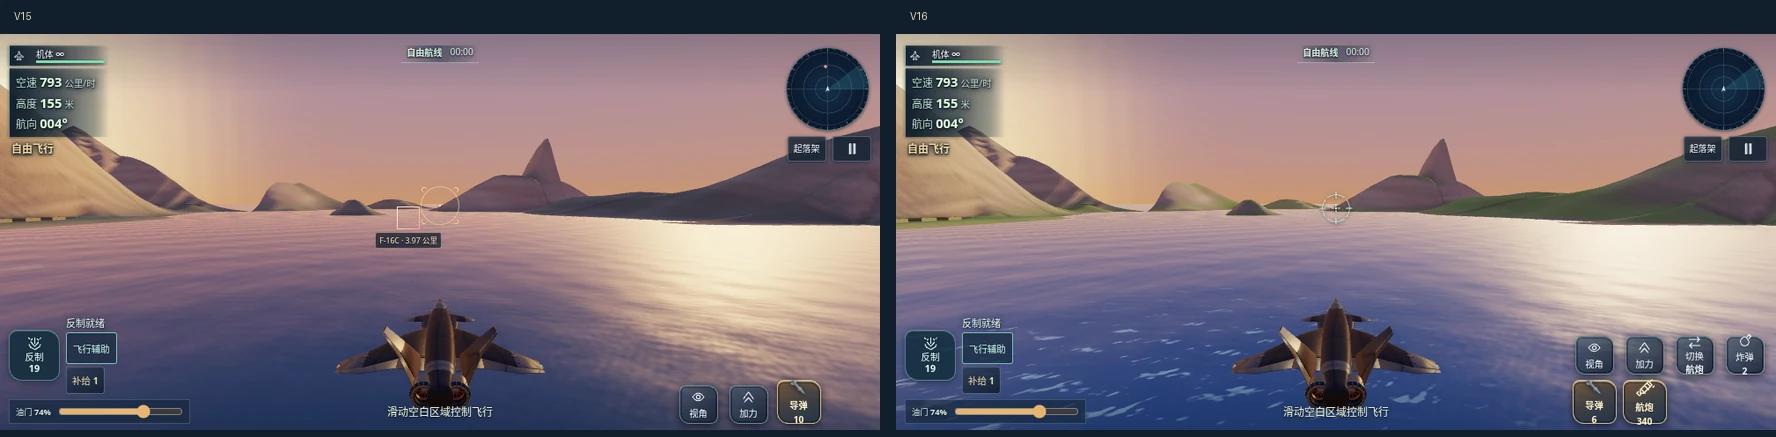 V15
机体 ∞
自由航线 00:00
空速 793 公里/时
高度 155 米
航向 004°
自由飞行
起落架
F-16C · 3.97 公里
反制就绪
反制
19
飞行辅助
补给 1
油门 74%
滑动空白区域控制飞行
视角
加力
导弹
10
V16
机体 ∞
自由航线 00:00
空速 793 公里/时
高度 155 米
航向 004°
自由飞行
起落架
反制就绪
反制
19
飞行辅助
补给 1
油门 74%
滑动空白区域控制飞行
视角
加力
切换
航炮
炸弹
2
导弹
6
航炮
340